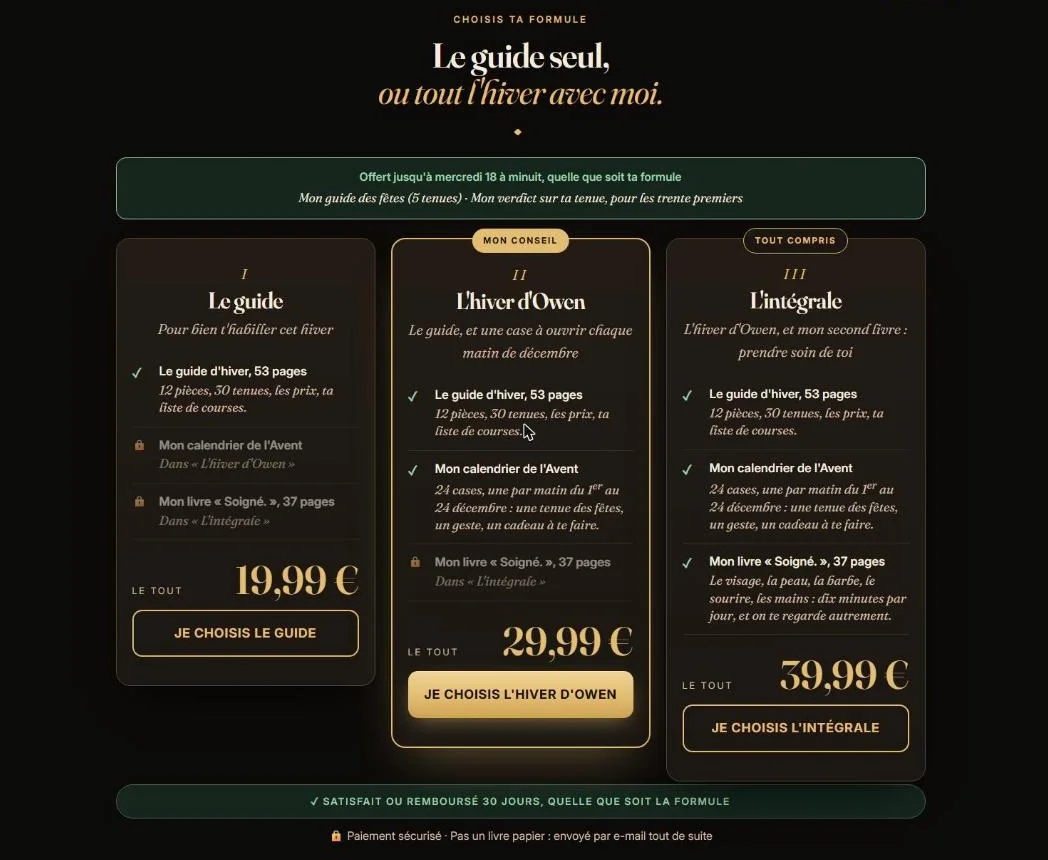 CHOISIS TA FORMULE
Le guide seul,
ou tout l'hiver avec moi.
Offert jusqu'à mercredi 18 à minuit, quelle que soit ta formule
Mon guide des fêtes (5 tenues) · Mon verdict sur ta tenue, pour les trente premiers
I
Le guide
Pour bien t'habiller cet hiver
✓ Le guide d'hiver, 53 pages
12 pièces, 30 tenues, les prix, ta
liste de courses.
Mon calendrier de l'Avent
Dans « L'hiver d'Owen »
Mon livre « Soigné. », 37 pages
Dans « L'intégrale »
LE TOUT 19,99 €
JE CHOISIS LE GUIDE
MON CONSEIL
II
L'hiver d'Owen
Le guide, et une case à ouvrir chaque
matin de décembre
✓ Le guide d'hiver, 53 pages
12 pièces, 30 tenues, les prix, ta
liste de courses.
✓ Mon calendrier de l'Avent
24 cases, une par matin du 1er au
24 décembre : une tenue des fêtes,
un geste, un cadeau à te faire.
Mon livre « Soigné. », 37 pages
Dans « L'intégrale »
LE TOUT 29,99 €
JE CHOISIS L'HIVER D'OWEN
TOUT COMPRIS
III
L'intégrale
L'hiver d'Owen, et mon second livre :
prendre soin de toi
✓ Le guide d'hiver, 53 pages
12 pièces, 30 tenues, les prix, ta
liste de courses.
✓ Mon calendrier de l'Avent
24 cases, une par matin du 1er au
24 décembre : une tenue des fêtes,
un geste, un cadeau à te faire.
✓ Mon livre « Soigné. », 37 pages
Le visage, la peau, la barbe, le
sourire, les mains : dix minutes par
jour, et on te regarde autrement.
LE TOUT 39,99 €
JE CHOISIS L'INTÉGRALE
✓ SATISFAIT OU REMBOURSÉ 30 JOURS, QUELLE QUE SOIT LA FORMULE
Paiement sécurisé · Pas un livre papier : envoyé par e-mail tout de suite